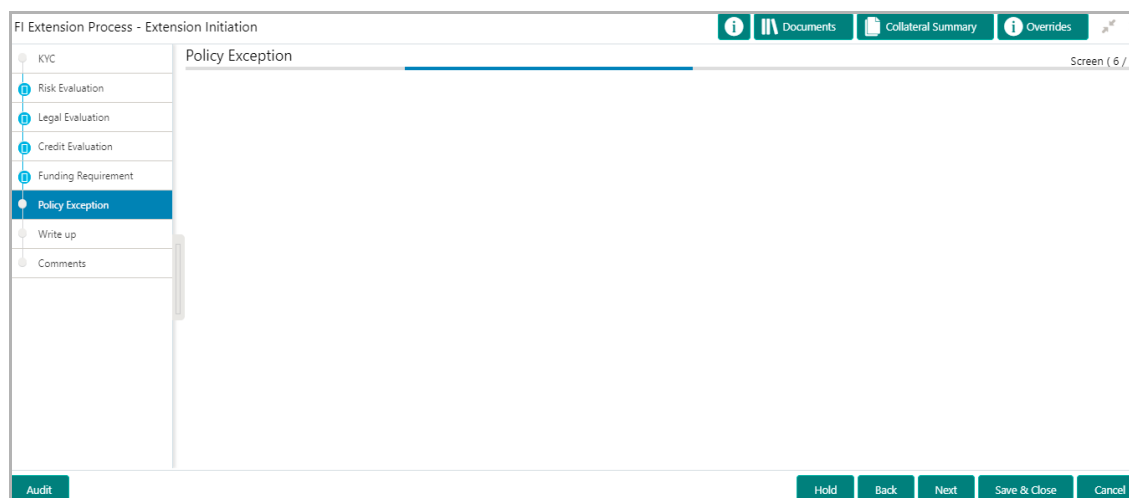 FI Extension Process - Extension Initiation
Documents
Collateral Summary
Overrides
KYC
Risk Evaluation
Legal Evaluation
Credit Evaluation
Funding Requirement
Policy Exception
Write up
Comments
Policy Exception
Screen ( 6 /
Audit
Hold
Back
Next
Save & Close
Cancel